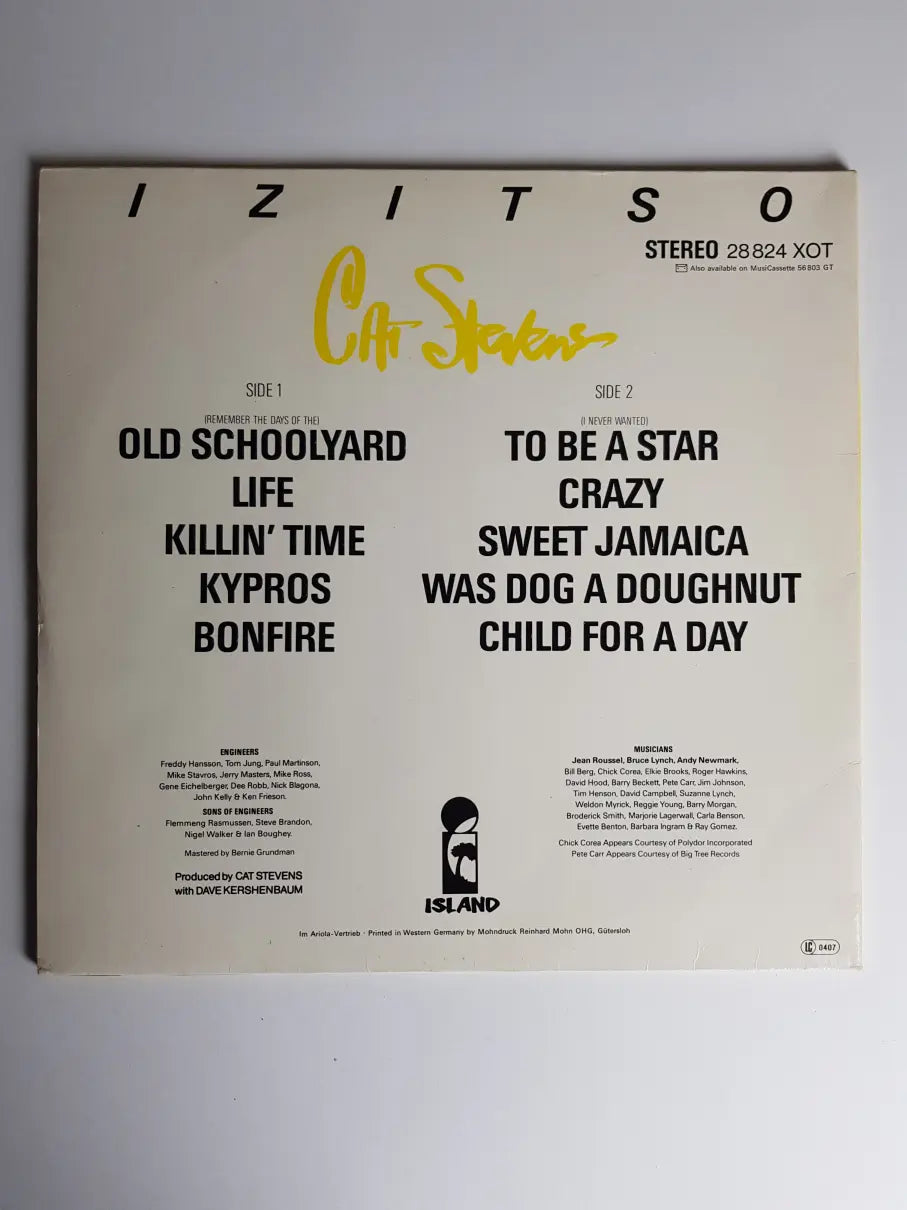 IZITSO
STEREO 28 824 XOT
Also available on MusiCassette 56 803 GT
Cat Stevens
SIDE 1
(REMEMBER THE DAYS OF THE)
OLD SCHOOLYARD
LIFE
KILLIN' TIME
KYPROS
BONFIRE
SIDE 2
(I NEVER WANTED)
TO BE A STAR
CRAZY
SWEET JAMAICA
WAS DOG A DOUGHNUT
CHILD FOR A DAY
ENGINEERS
Freddy Hansson, Tom Jung, Paul Martinson,
Mike Stavros, Jerry Masters, Mike Ross,
Gene Eichelberger, Dee Robb, Nick Blagona,
John Kelly & Ken Frieson.
SONS OF ENGINEERS
Flemmeng Rasmussen, Steve Brandon,
Nigel Walker & Ian Boughey.
Mastered by Bernie Grundman
Produced by CAT STEVENS
with DAVE KERSHENBAUM
MUSICIANS
Jean Roussel, Bruce Lynch, Andy Newmark,
Bill Berg, Chick Corea, Elkie Brooks, Roger Hawkins,
David Hood, Barry Beckett, Pete Carr, Jim Johnson,
Tim Henson, David Campbell, Suzanne Lynch,
Weldon Myrick, Reggie Young, Barry Morgan,
Broderick Smith, Marjorie Lagerwall, Carla Benson,
Evette Benton, Barbara Ingram & Ray Gomez.
Chick Corea Appears Courtesy of Polydor Incorporated
Pete Carr Appears Courtesy of Big Tree Records
ISLAND
Im Ariola-Vertrieb · Printed in Western Germany by Mohndruck Reinhard Mohn OHG, Gütersloh
LC 0407